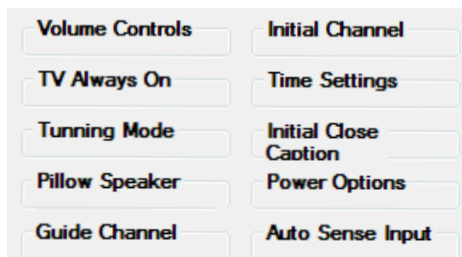 Volume Controls
Initial Channel
TV Always On
Time Settings
Tunning Mode
Initial Close
Caption
Pillow Speaker
Power Options
Guide Channel
Auto Sense Input